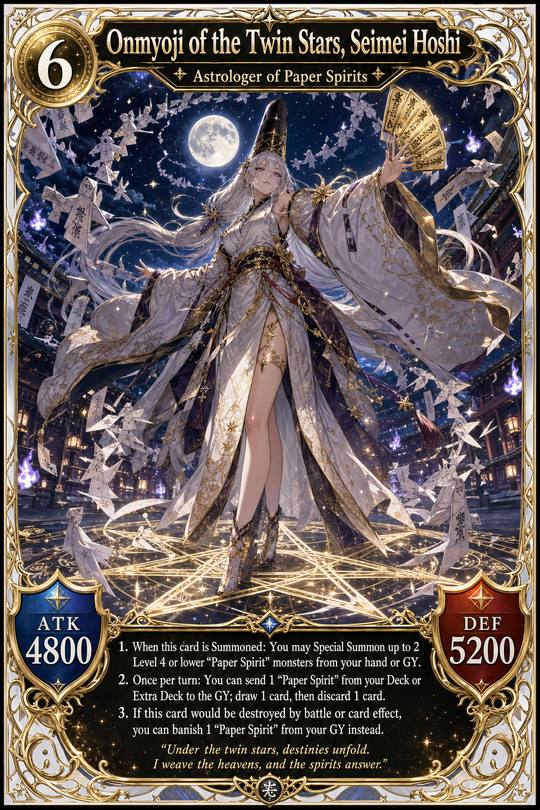 6
Onmyoji of the Twin Stars, Seimei Hoshi
Astrologer of Paper Spirits
ATK
4800
DEF
5200
1. When this card is Summoned: You may Special Summon up to 2
Level 4 or lower “Paper Spirit” monsters from your hand or GY.
2. Once per turn: You can send 1 “Paper Spirit” from your Deck or
Extra Deck to the GY; draw 1 card, then discard 1 card.
3. If this card would be destroyed by battle or card effect,
you can banish 1 “Paper Spirit” from your GY instead.
“Under the twin stars, destinies unfold.
I weave the heavens, and the spirits answer.”